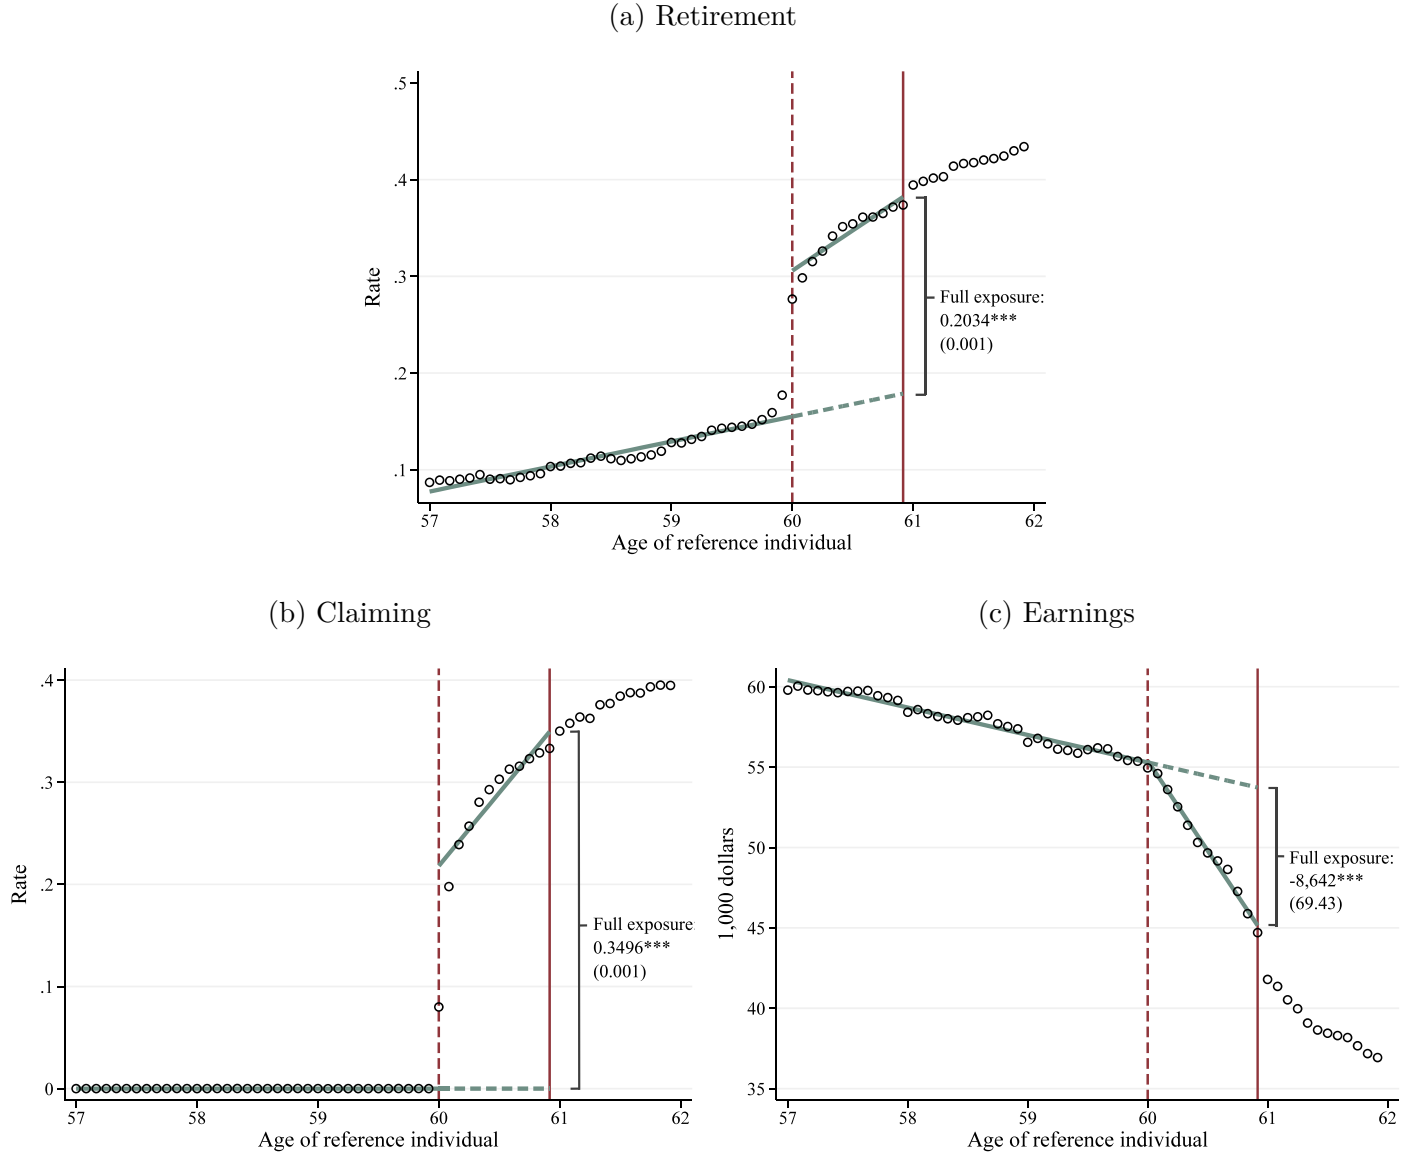 (a) Retirement
.5
.4
.3
.2
.1
Rate
Full exposure:
0.2034***
(0.001)
57 58 59 60 61 62
Age of reference individual
(b) Claiming
.4
.3
.2
.1
0
Rate
Full exposure:
0.3496***
(0.001)
57 58 59 60 61 62
Age of reference individual
(c) Earnings
60
55
50
45
40
35
1,000 dollars
Full exposure:
-8,642***
(69.43)
57 58 59 60 61 62
Age of reference individual